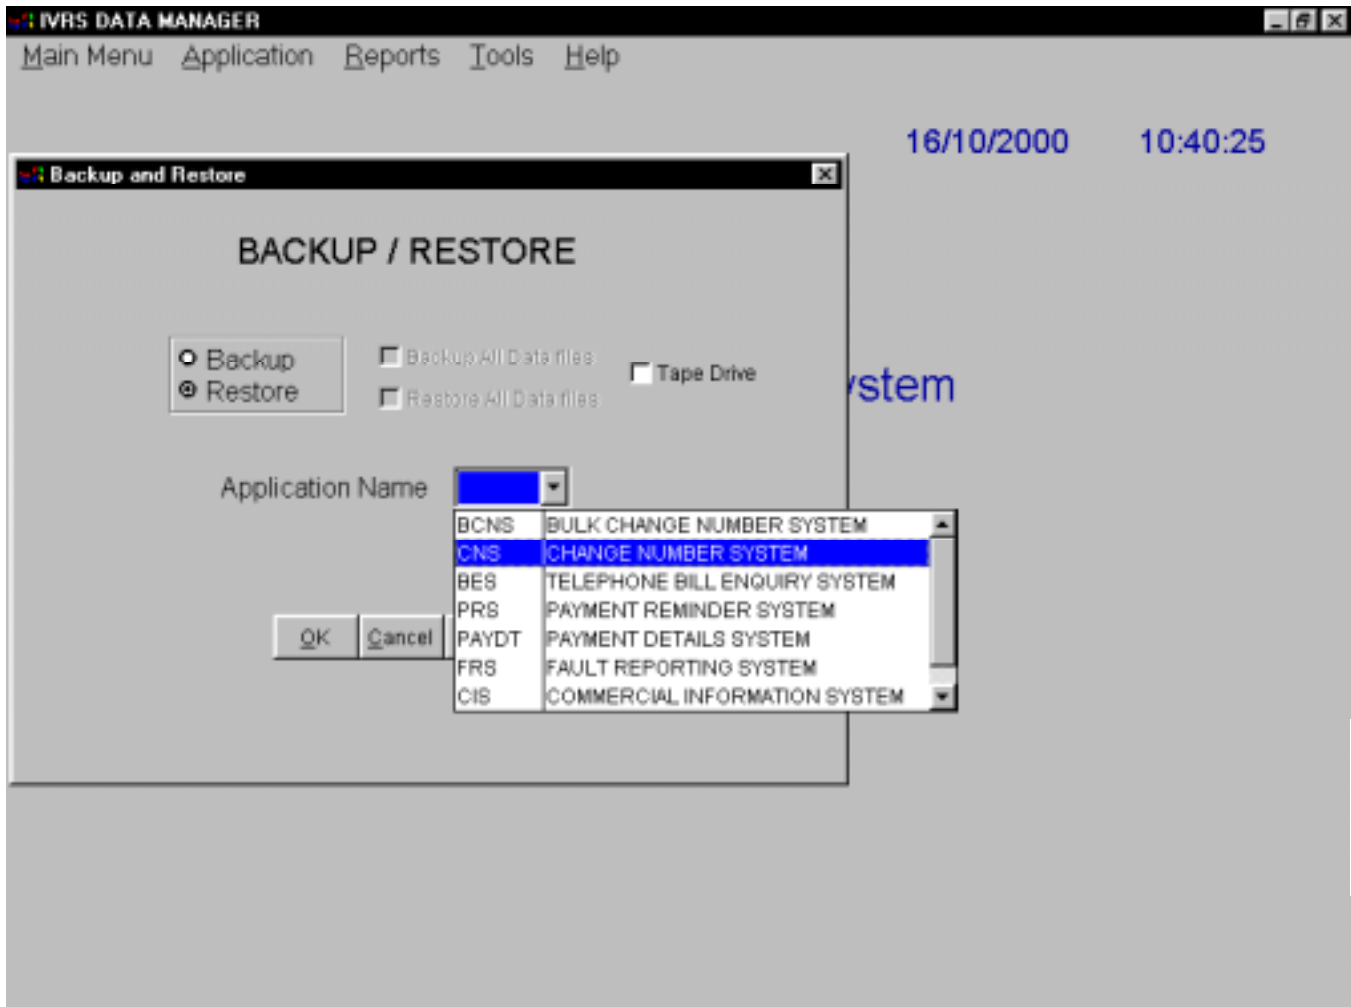 IVRS DATA MANAGER
Main Menu Application Reports Tools Help
16/10/2000 10:40:25
Backup and Restore
BACKUP / RESTORE
Backup
Restore
Backup All Data files
Restore All Data files
Tape Drive
ystem
Application Name
BCNS BULK CHANGE NUMBER SYSTEM
CNS CHANGE NUMBER SYSTEM
BES TELEPHONE BILL ENQUIRY SYSTEM
PRS PAYMENT REMINDER SYSTEM
PAYDT PAYMENT DETAILS SYSTEM
FRS FAULT REPORTING SYSTEM
CIS COMMERCIAL INFORMATION SYSTEM
OK Cancel